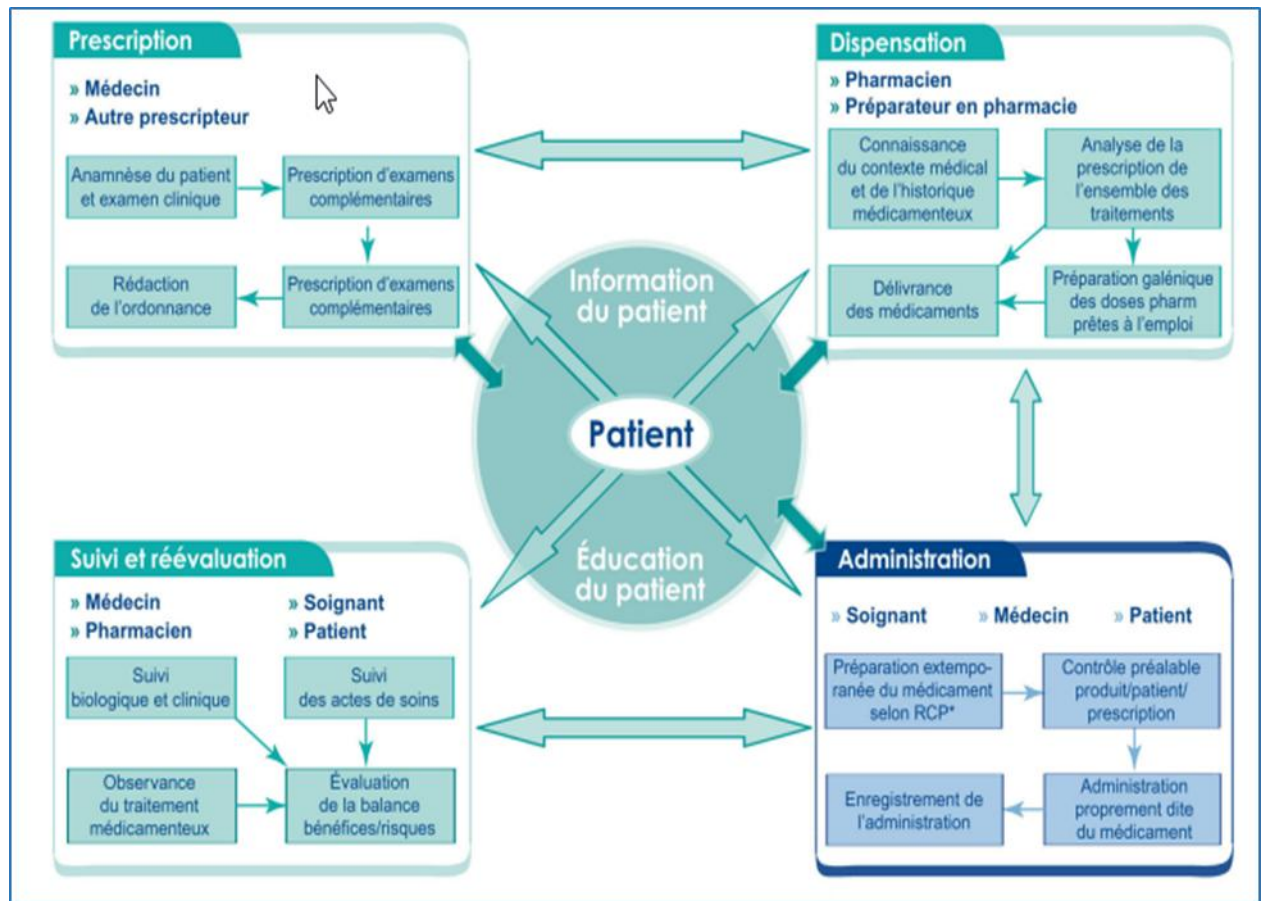 Prescription
» Médecin
» Autre prescripteur
Anamnèse du patient
et examen clinique
Prescription d'examens
complémentaires
Rédaction
de l'ordonnance
Prescription d'examens
complémentaires
Dispensation
» Pharmacien
» Préparateur en pharmacie
Connaissance
du contexte médical
et de l'historique
médicamenteux
Analyse de la
prescription de
l'ensemble des
traitements
Délivrance
des médicaments
Préparation galénique
des doses pharm
prêtes à l'emploi
Information
du patient
Patient
Éducation
du patient
Suivi et réévaluation
» Médecin
» Soignant
» Pharmacien
» Patient
Suivi
biologique et clinique
Suivi
des actes de soins
Observance
du traitement
médicamenteux
Évaluation
de la balance
bénéfices/risques
Administration
» Soignant
» Médecin
» Patient
Préparation extempo-
ranée du médicament
selon RCP*
Contrôle préalable
produit/patient/
prescription
Enregistrement de
l'administration
Administration
proprement dite
du médicament